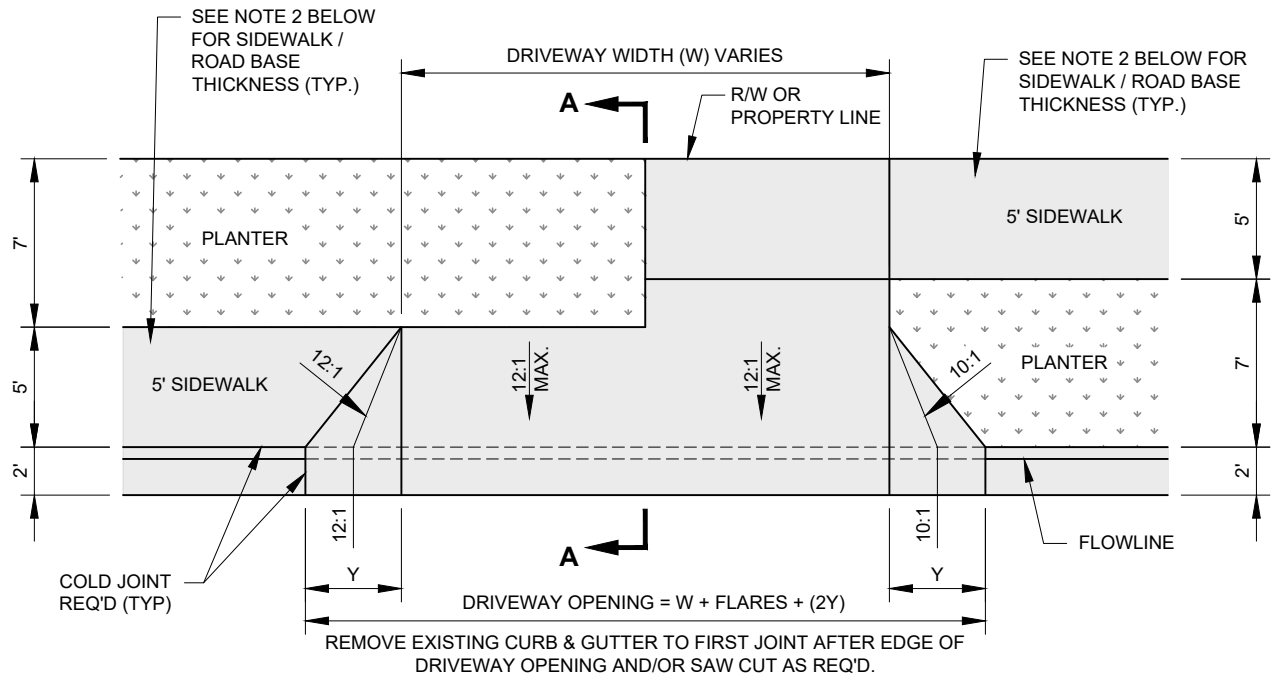 SEE NOTE 2 BELOW
FOR SIDEWALK /
ROAD BASE
THICKNESS (TYP.)
DRIVEWAY WIDTH (W) VARIES
SEE NOTE 2 BELOW FOR
SIDEWALK / ROAD BASE
THICKNESS (TYP.)
A
R/W OR
PROPERTY LINE
7'
PLANTER
5' SIDEWALK
5'
5'
5' SIDEWALK
12:1
12:1
MAX.
12:1
MAX.
10:1
PLANTER
7'
2'
2'
12:1
10:1
A
FLOWLINE
COLD JOINT
REQ'D (TYP)
Y
Y
DRIVEWAY OPENING = W + FLARES + (2Y)
REMOVE EXISTING CURB & GUTTER TO FIRST JOINT AFTER EDGE OF
DRIVEWAY OPENING AND/OR SAW CUT AS REQ'D.